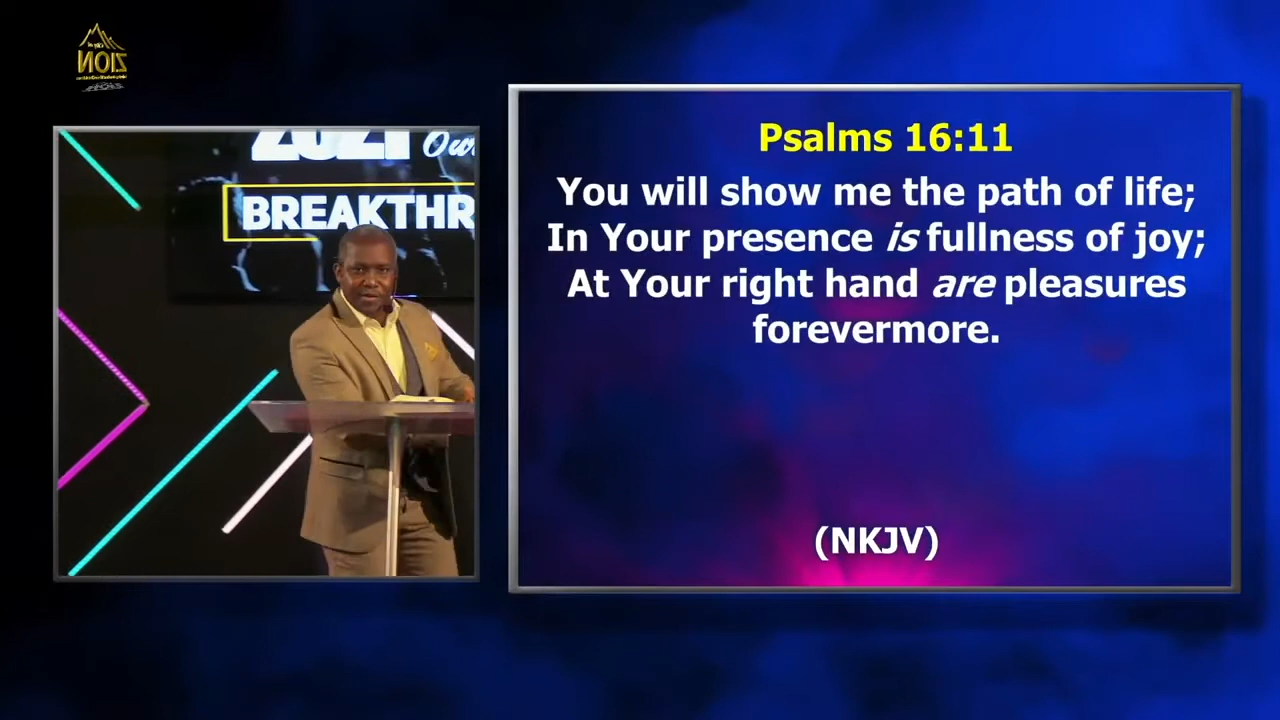 ZION
2021 Our
BREAKTHR
Psalms 16:11
You will show me the path of life;
In Your presence is fullness of joy;
At Your right hand are pleasures
forevermore.
(NKJV)